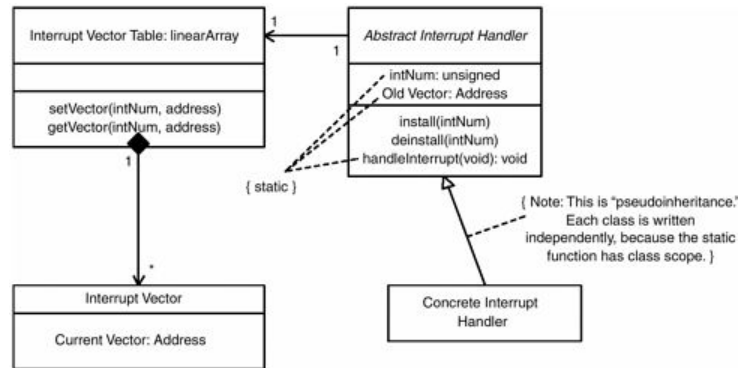 Interrupt Vector Table: linearArray
setVector(intNum, address)
getVector(intNum, address)
1
1
1
Abstract Interrupt Handler
intNum: unsigned
Old Vector: Address
install(intNum)
deinstall(intNum)
handleInterrupt(void): void
{ static }
{ Note: This is "pseudoinheritance."
Each class is written
independently, because the static
function has class scope. }
*
Interrupt Vector
Current Vector: Address
Concrete Interrupt
Handler